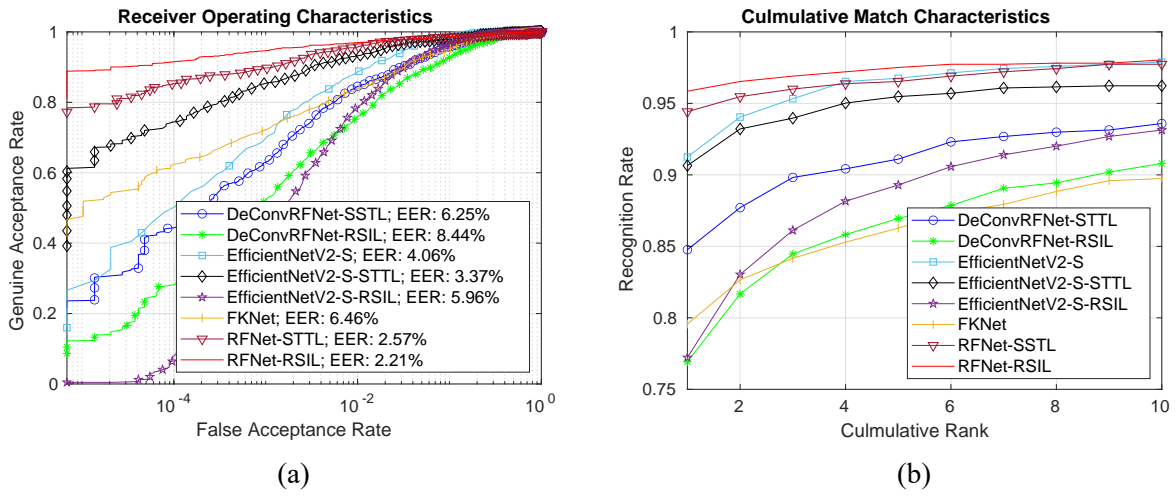 Receiver Operating Characteristics
1
0.8
0.6
0.4
0.2
0
Genuine Acceptance Rate
DeConvRFNet-SSTL; EER: 6.25%
DeConvRFNet-RSIL; EER: 8.44%
EfficientNetV2-S; EER: 4.06%
EfficientNetV2-S-STTL; EER: 3.37%
EfficientNetV2-S-RSIL; EER: 5.96%
FKNet; EER: 6.46%
RFNet-STTL; EER: 2.57%
RFNet-RSIL; EER: 2.21%
10-4 10-2 100
False Acceptance Rate
(a)
Culmulative Match Characteristics
1
0.95
0.9
0.85
0.8
0.75
Recognition Rate
DeConvRFNet-STTL
DeConvRFNet-RSIL
EfficientNetV2-S
EfficientNetV2-S-STTL
EfficientNetV2-S-RSIL
FKNet
RFNet-SSTL
RFNet-RSIL
2 4 6 8 10
Culmulative Rank
(b)